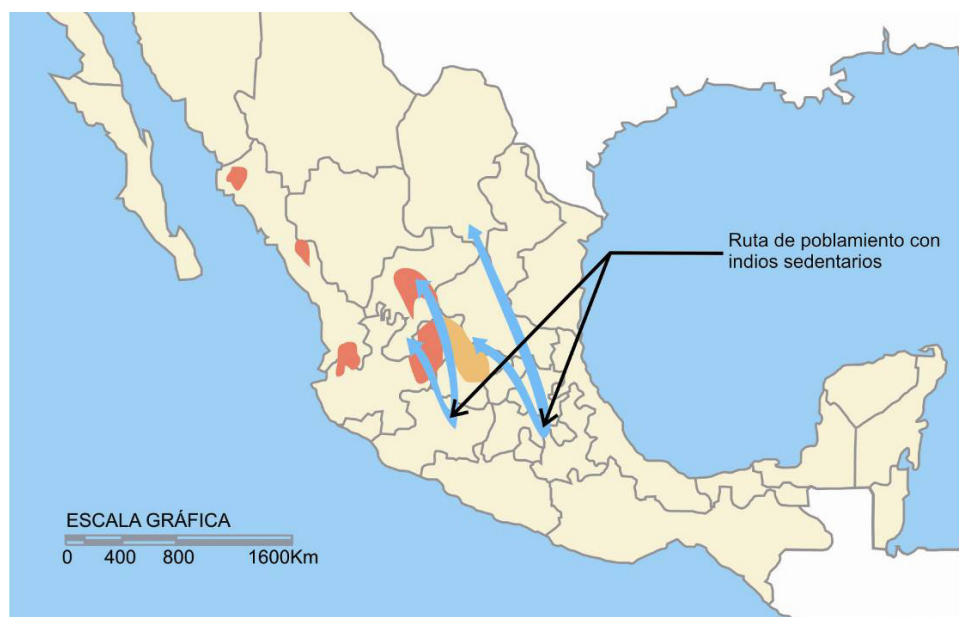 Ruta de poblamiento con
indios sedentarios
ESCALA GRÁFICA
0 400 800 1600Km